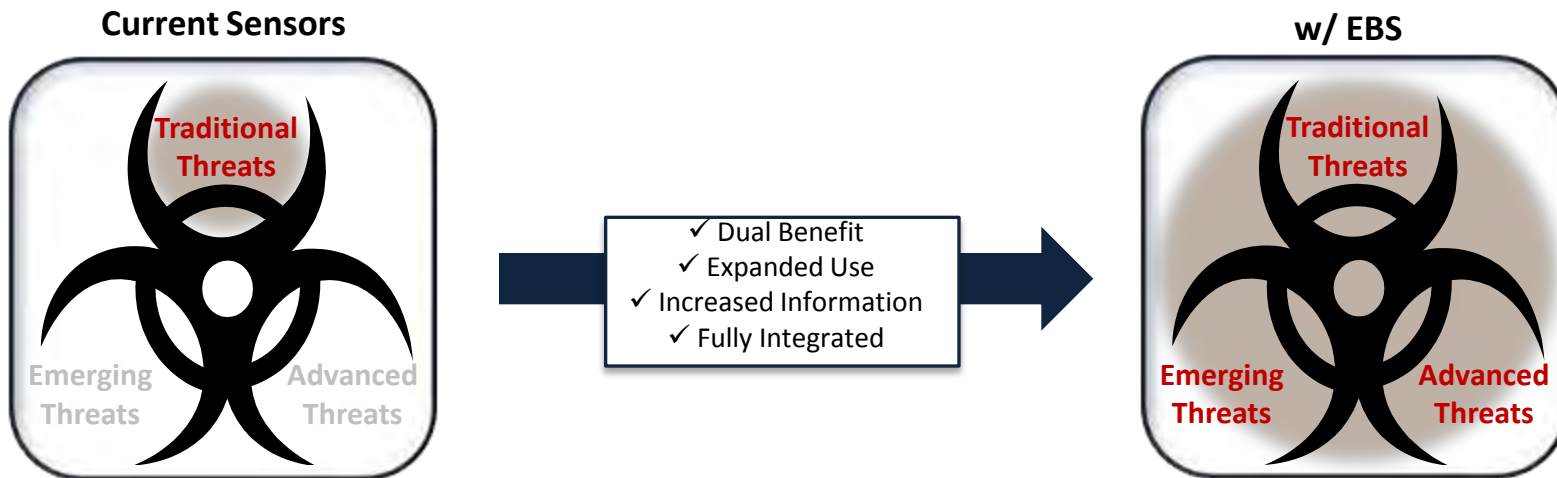 Current Sensors
Traditional
Threats
Emerging
Threats
Advanced
Threats
✓ Dual Benefit
✓ Expanded Use
✓ Increased Information
✓ Fully Integrated
w/ EBS
Traditional
Threats
Emerging
Threats
Advanced
Threats